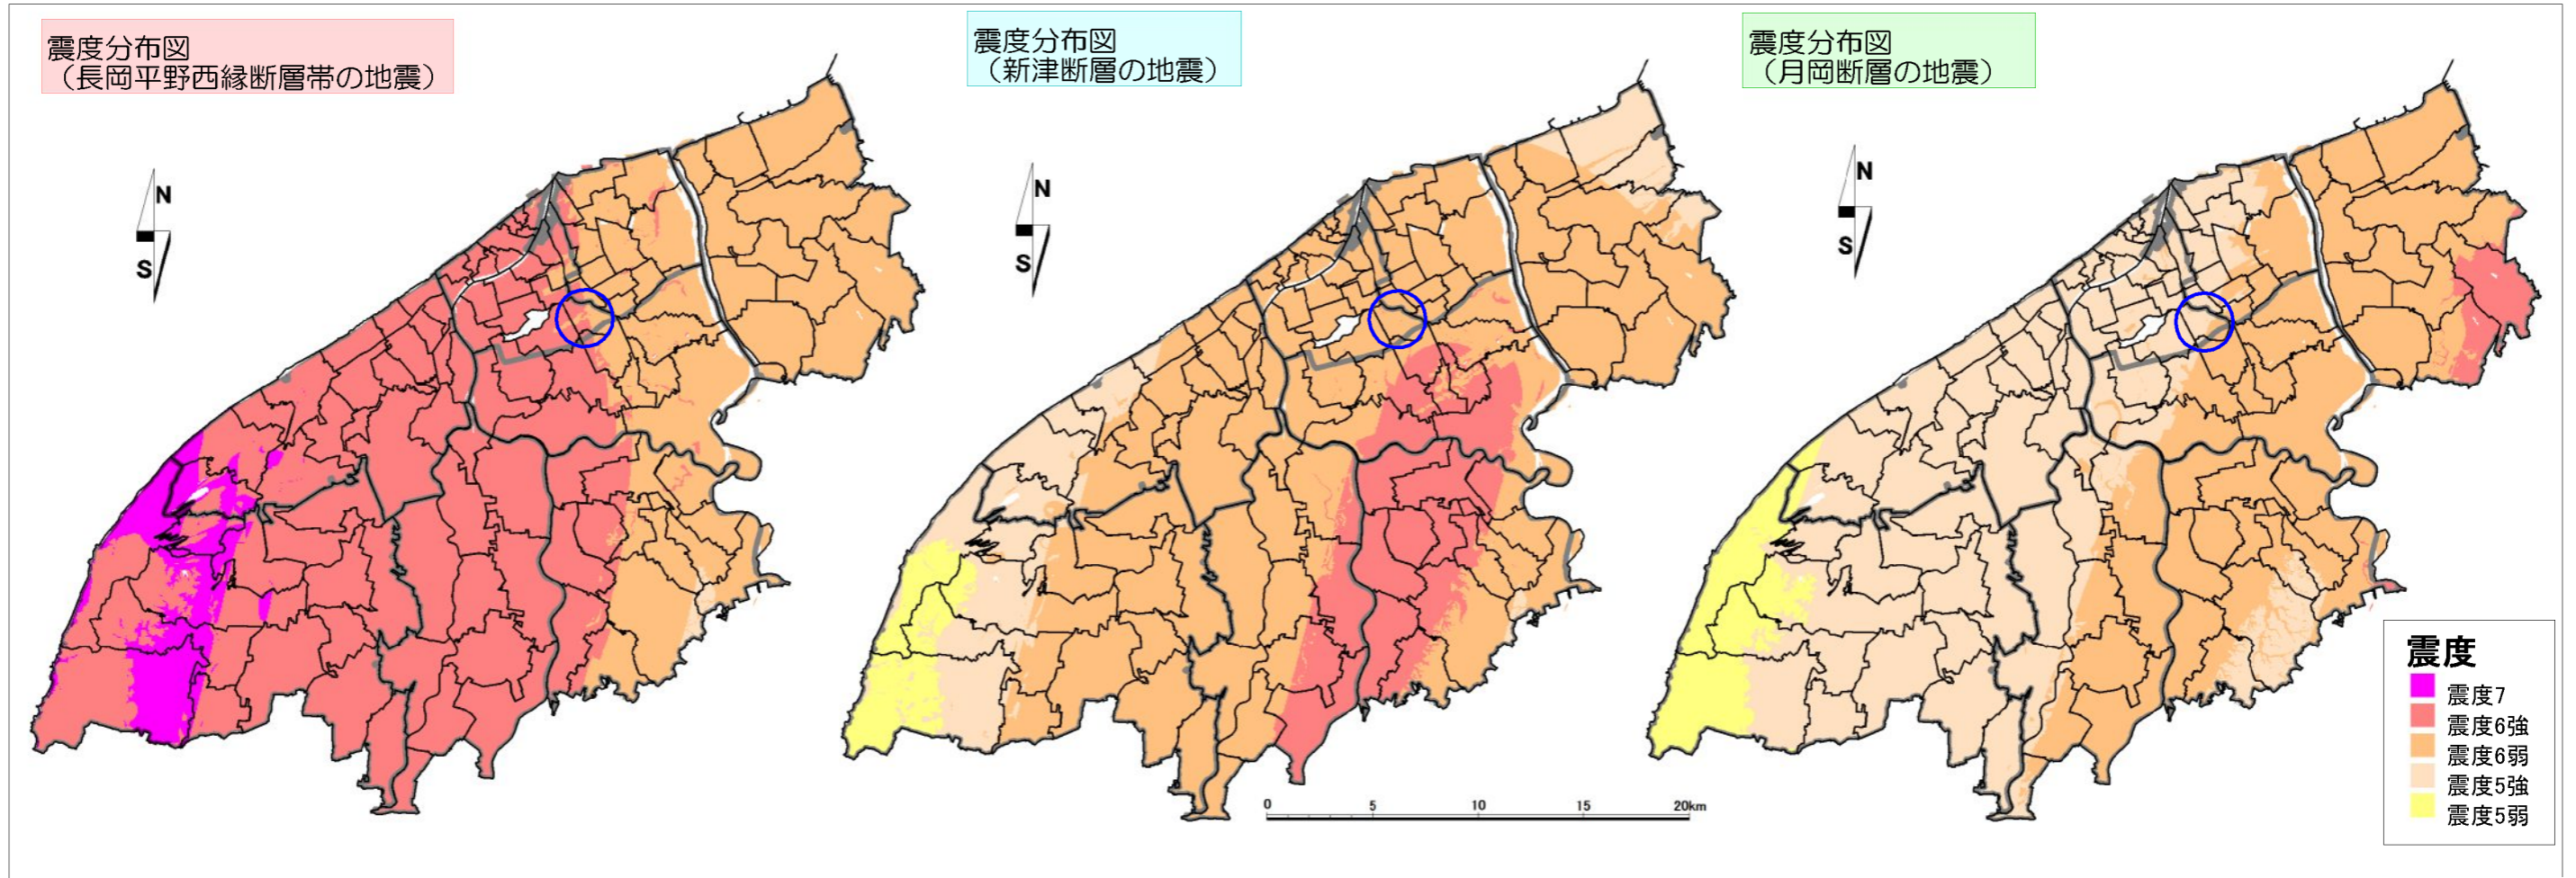 震度分布図
（長岡平野西縁断層帯の地震）
震度分布図
（新津断層の地震）
震度分布図
（月岡断層の地震）
N
S
N
S
N
S
0 5 10 15 20km
震度
震度7
震度6強
震度6弱
震度5強
震度5弱